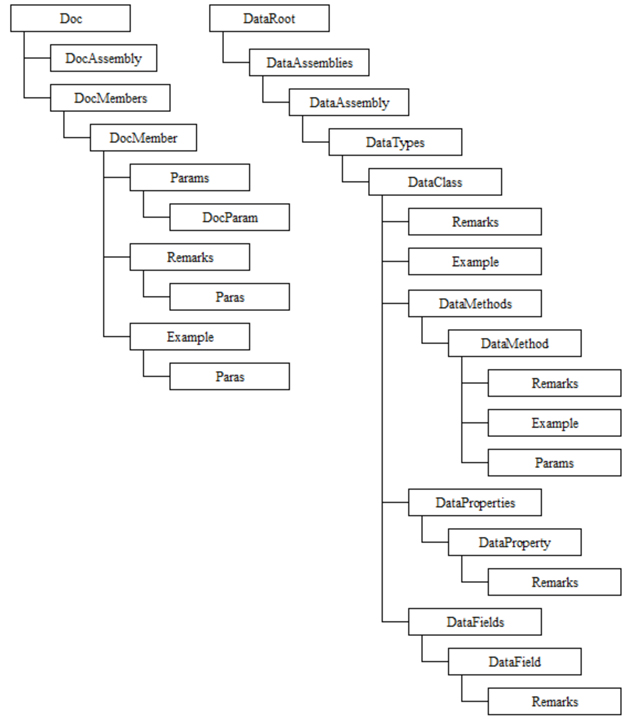 Doc
DocAssembly
DocMembers
DocMember
Params
DocParam
Remarks
Paras
Example
Paras
DataRoot
DataAssemblies
DataAssembly
DataTypes
DataClass
Remarks
Example
DataMethods
DataMethod
Remarks
Example
Params
DataProperties
DataProperty
Remarks
DataFields
DataField
Remarks